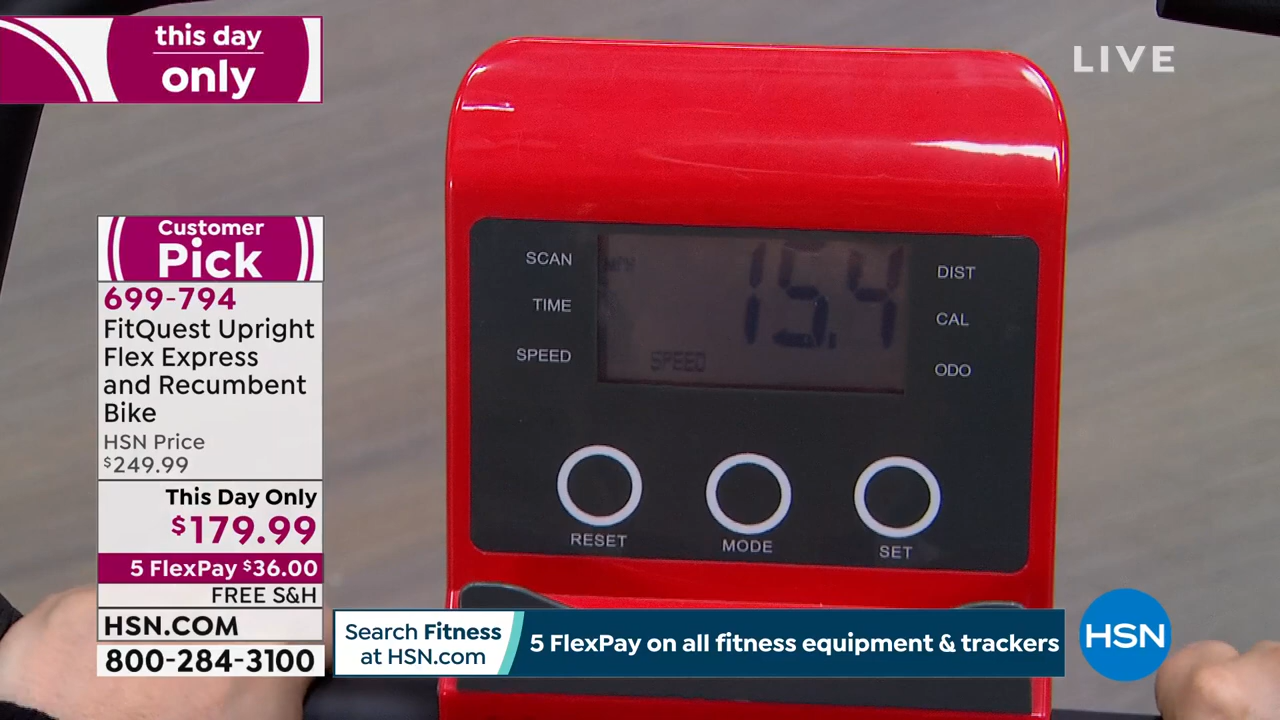 this day
only
LIVE
Customer
Pick
699-794
FitQuest Upright
Flex Express
and Recumbent
Bike
HSN Price
$249.99
This Day Only
$179.99
5 FlexPay $36.00
FREE S&H
HSN.COM
800-284-3100
SCAN
TIME
SPEED
15.4
SPEED
DIST
CAL
ODO
RESET
MODE
SET
Search Fitness
at HSN.com
5 FlexPay on all fitness equipment & trackers
HSN